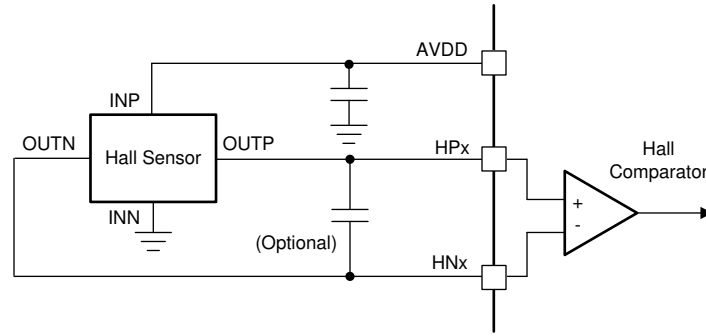 AVDD
INP
OUTN
Hall Sensor
OUTP
HPx
Hall
Comparator
+
-
INN
(Optional)
HNx